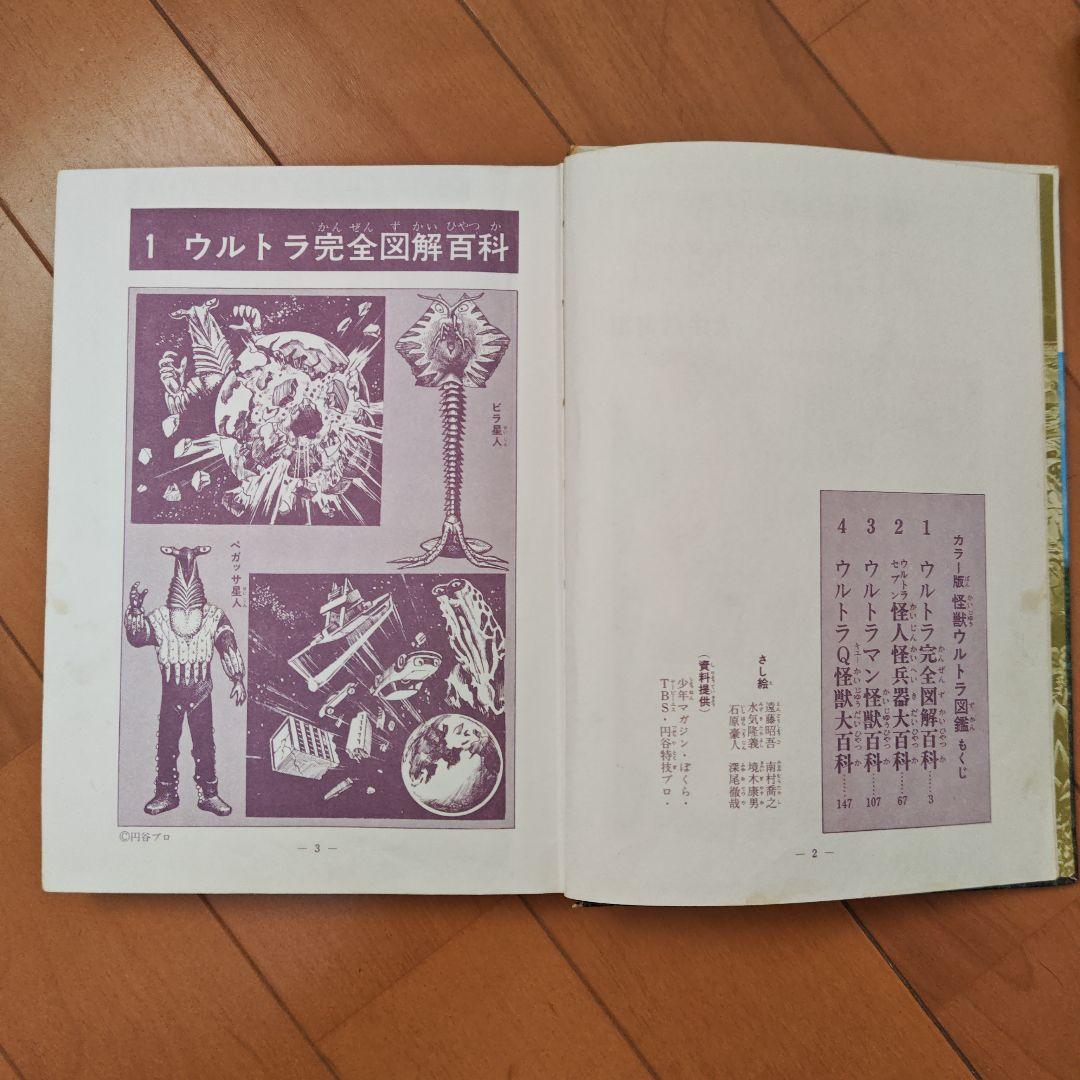 カラー版 怪獣ウルトラ図鑑 もくじ
1 ウルトラ完全図解百科……3
2 ウルトラセブン怪人怪兵器大百科……67
3 ウルトラマン怪獣百科……107
4 ウルトラQ怪獣大百科……147
さし絵 遠藤昭吾 南村喬之
水気隆義 境木康男
石原豪人 深尾徹哉
(資料提供)
少年マガジン・ぼくら・
TBS・円谷特技プロ・
— 2 —
1 ウルトラ完全図解百科
ビラ星人
ペガッサ星人
©円谷プロ
— 3 —